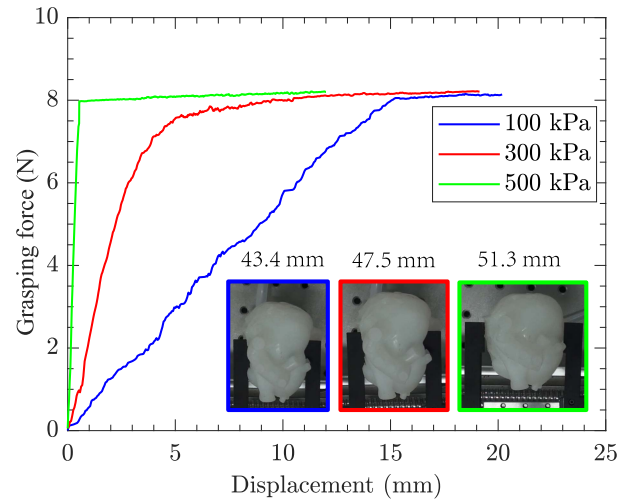 10
8
6
4
2
0
Grasping force (N)
100 kPa
300 kPa
500 kPa
43.4 mm
47.5 mm
51.3 mm
0 5 10 15 20 25
Displacement (mm)